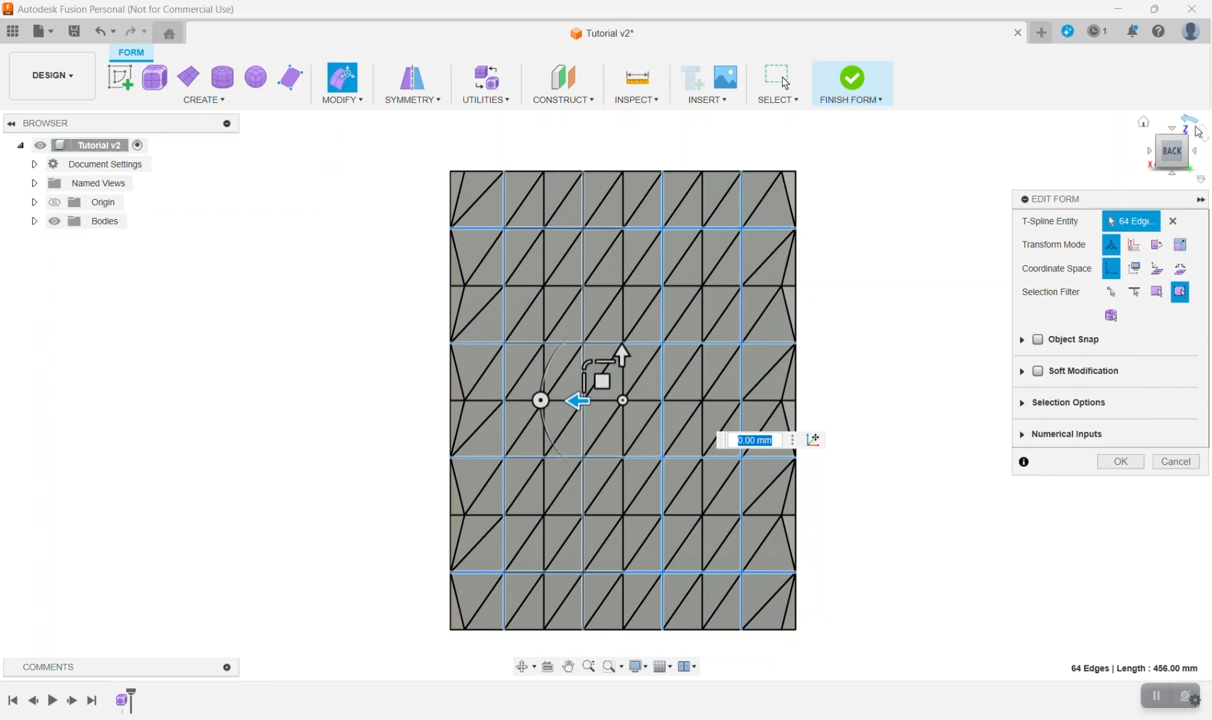 Autodesk Fusion Personal (Not for Commercial Use)
Tutorial v2*
1
FORM
DESIGN
CREATE
MODIFY
SYMMETRY
UTILITIES
CONSTRUCT
INSPECT
INSERT
SELECT
FINISH FORM
BROWSER
Tutorial v2
Document Settings
Named Views
Origin
Bodies
Z
BACK
X
EDIT FORM
T-Spline Entity
64 Edg...
Transform Mode
Coordinate Space
Selection Filter
Object Snap
Soft Modification
Selection Options
Numerical Inputs
OK
Cancel
0.00 mm
COMMENTS
64 Edges | Length : 456.00 mm